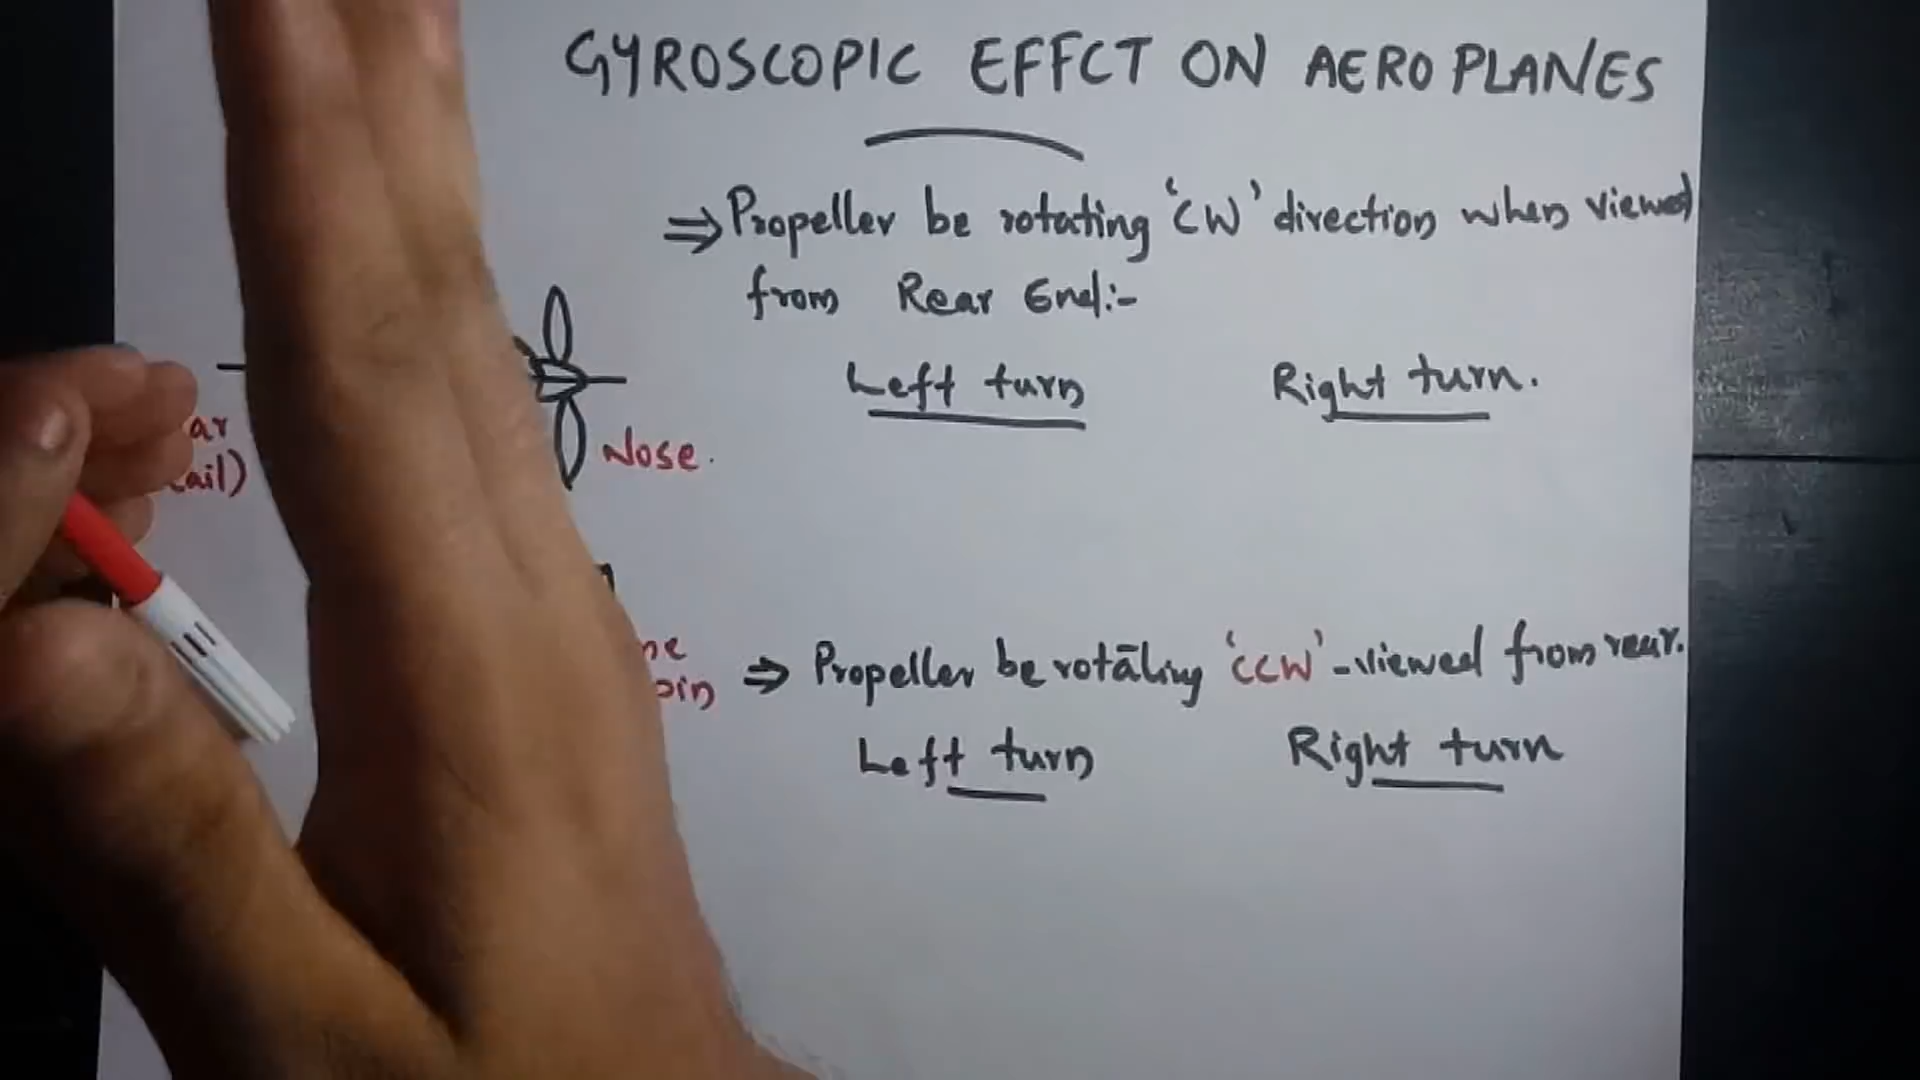 GYROSCOPIC EFFCT ON AEROPLANES
⇒ Propeller be rotating 'CW' direction when viewed
from Rear End:-
Left turn Right turn.
Nose.
⇒ Propeller be rotating 'CCW' - viewed from rear.
Left turn Right turn